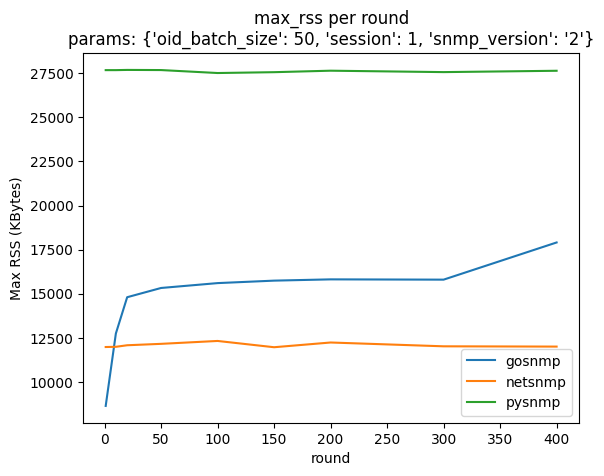 max_rss per round
params: {'oid_batch_size': 50, 'session': 1, 'snmp_version': '2'}
Max RSS (KBytes)
27500
25000
22500
20000
17500
15000
12500
10000
0
50
100
150
200
250
300
350
400
round
gosnmp
netsnmp
pysnmp